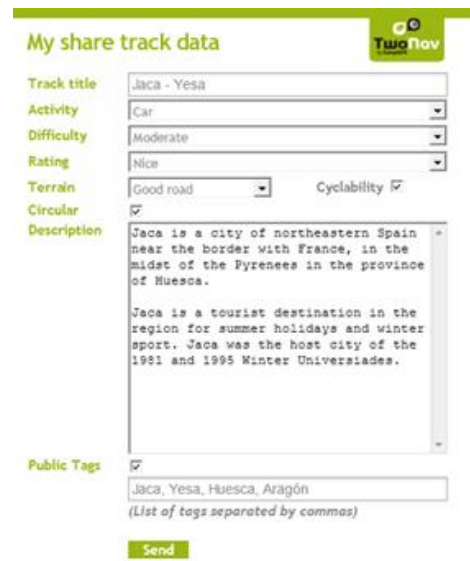 My share track data
TwoNav
Track title Jaca - Yesa
Activity Car
Difficulty Moderate
Rating Nice
Terrain Good road Cyclability
Circular
Description Jaca is a city of northeastern Spain
near the border with France, in the
midst of the Pyrenees in the province
of Huesca.
Jaca is a tourist destination in the
region for summer holidays and winter
sport. Jaca was the host city of the
1981 and 1995 Winter Universiades.
Public Tags
Jaca, Yesa, Huesca, Aragón
(List of tags separated by commas)
Send